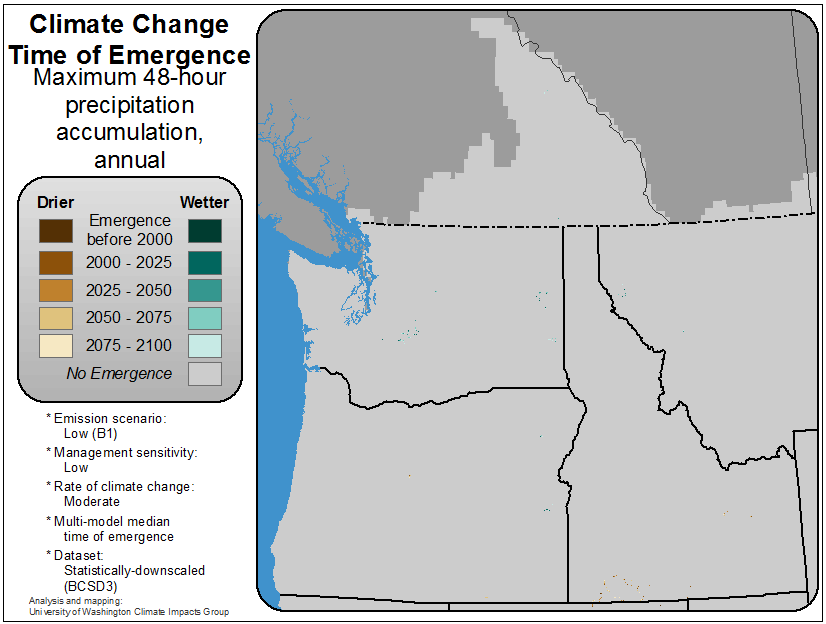 Climate Change
Time of Emergence
Maximum 48-hour
precipitation
accumulation,
annual
Drier Wetter
Emergence
before 2000
2000 - 2025
2025 - 2050
2050 - 2075
2075 - 2100
No Emergence
* Emission scenario:
Low (B1)
* Management sensitivity:
Low
* Rate of climate change:
Moderate
* Multi-model median
time of emergence
* Dataset:
Statistically-downscaled
(BCSD3)
Analysis and mapping:
University of Washington Climate Impacts Group